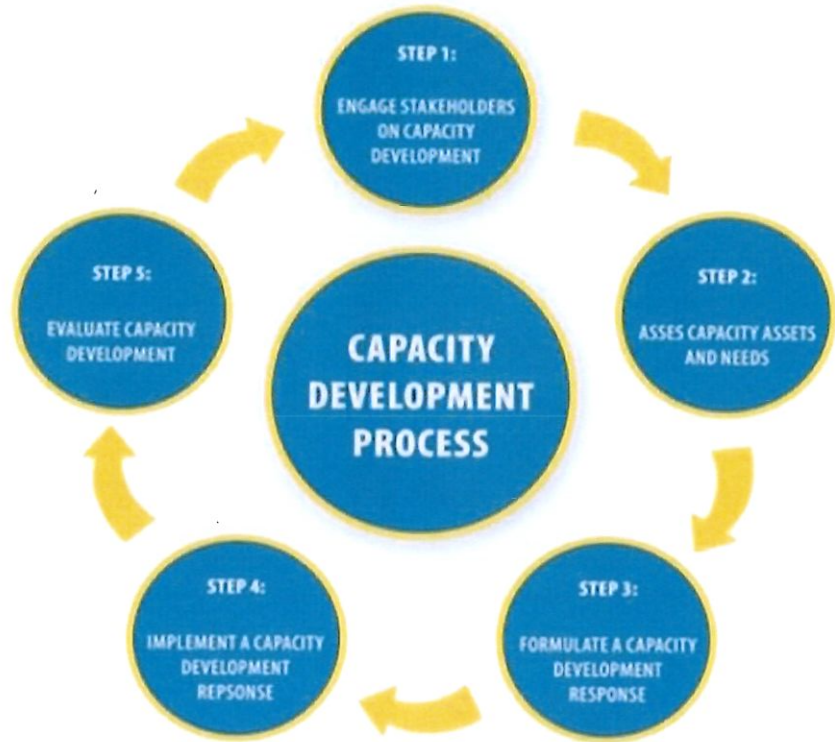 STEP 1:
ENGAGE STAKEHOLDERS
ON CAPACITY
DEVELOPMENT
STEP 2:
ASSES CAPACITY ASSETS
AND NEEDS
STEP 3:
FORMULATE A CAPACITY
DEVELOPMENT
RESPONSE
STEP 4:
IMPLEMENT A CAPACITY
DEVELOPMENT
REPSONSE
STEP 5:
EVALUATE CAPACITY
DEVELOPMENT
CAPACITY
DEVELOPMENT
PROCESS